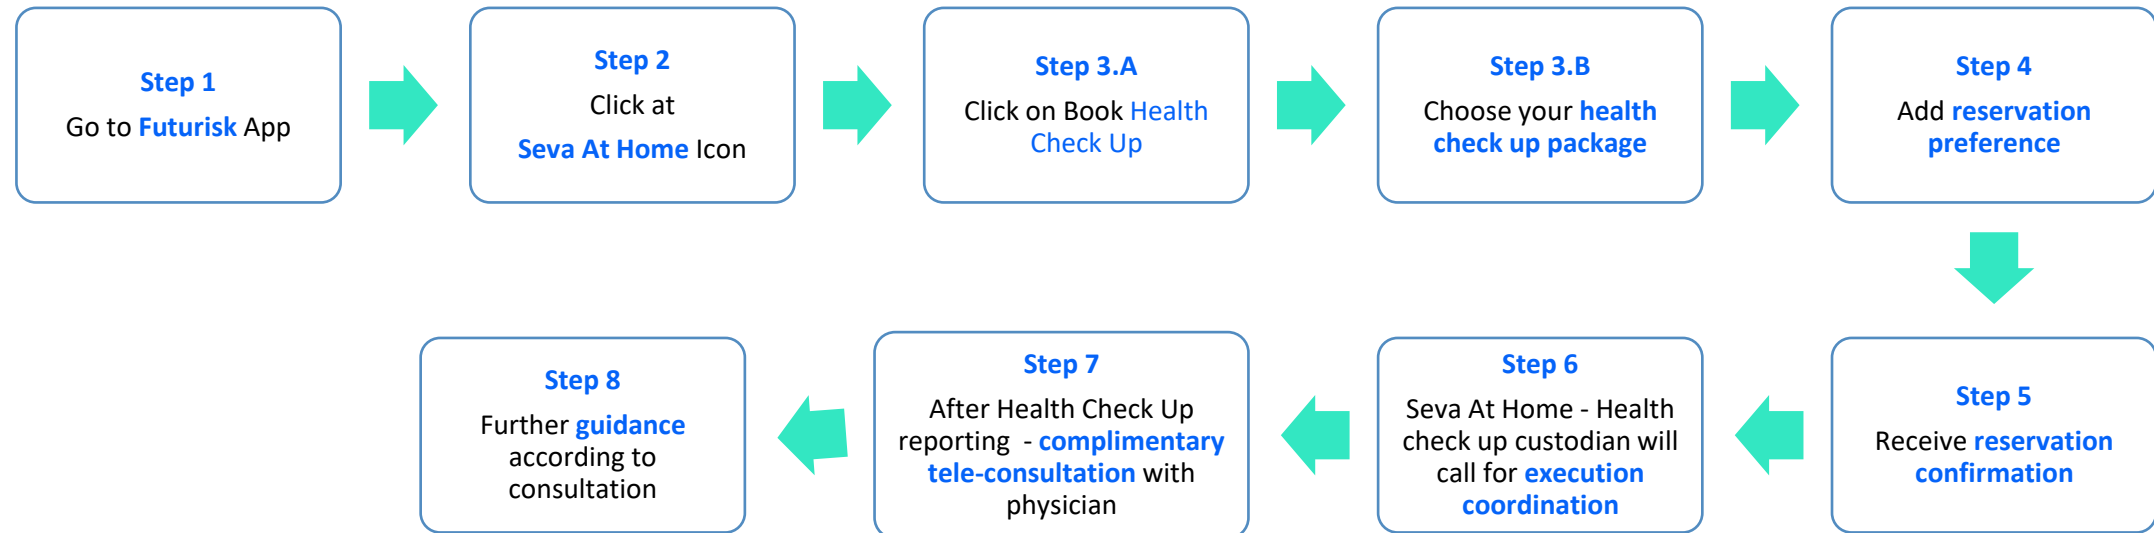 Step 1
Go to Futurisk App
Step 2
Click at
Seva At Home Icon
Step 3.A
Click on Book Health
Check Up
Step 3.B
Choose your health
check up package
Step 4
Add reservation
preference
Step 5
Receive reservation
confirmation
Step 6
Seva At Home - Health
check up custodian will
call for execution
coordination
Step 7
After Health Check Up
reporting - complimentary
tele-consultation with
physician
Step 8
Further guidance
according to
consultation